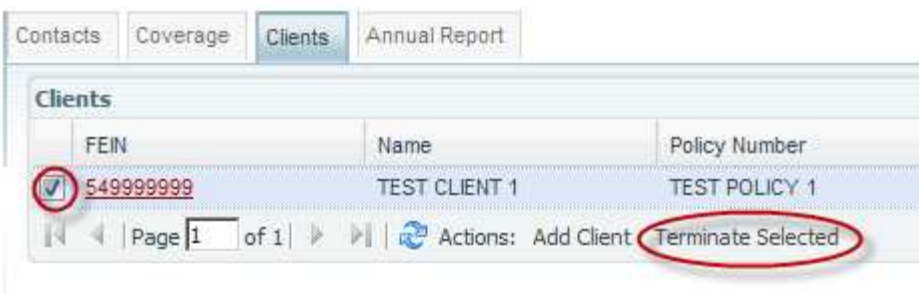 Contacts Coverage Clients Annual Report
Clients
FEIN Name Policy Number
549999999 TEST CLIENT 1 TEST POLICY 1
Page 1 of 1 Actions: Add Client Terminate Selected